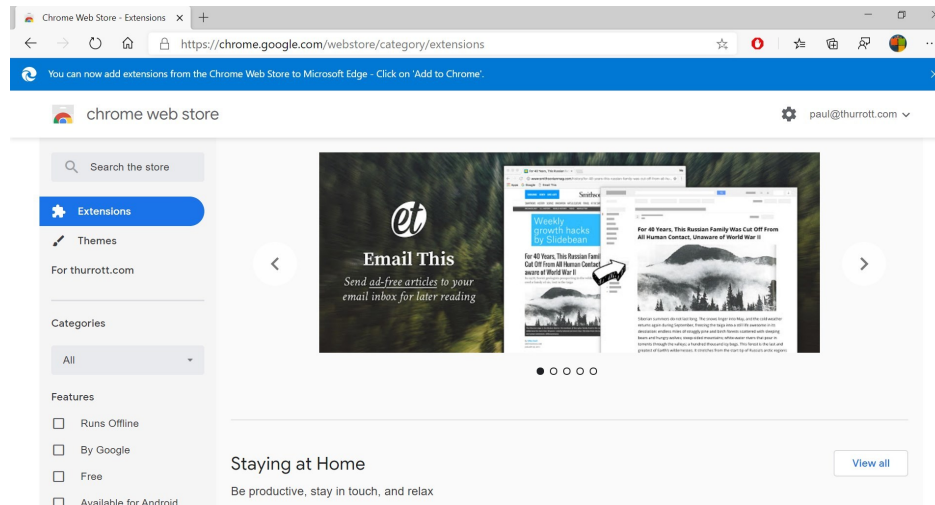 Chrome Web Store - Extensions
https://chrome.google.com/webstore/category/extensions
You can now add extensions from the Chrome Web Store to Microsoft Edge - Click on 'Add to Chrome'.
chrome web store
paul@thurrott.com
Search the store
Extensions
Themes
For thurrott.com
Categories
All
Features
Runs Offline
By Google
Free
Available for Android
et
Email This
Send ad-free articles to your
email inbox for later reading
Weekly
growth hacks
by Slidebean
For 40 Years, This Russian Family Was Cut Off From
All Human Contact, Unaware of World War II
Staying at Home
View all
Be productive, stay in touch, and relax